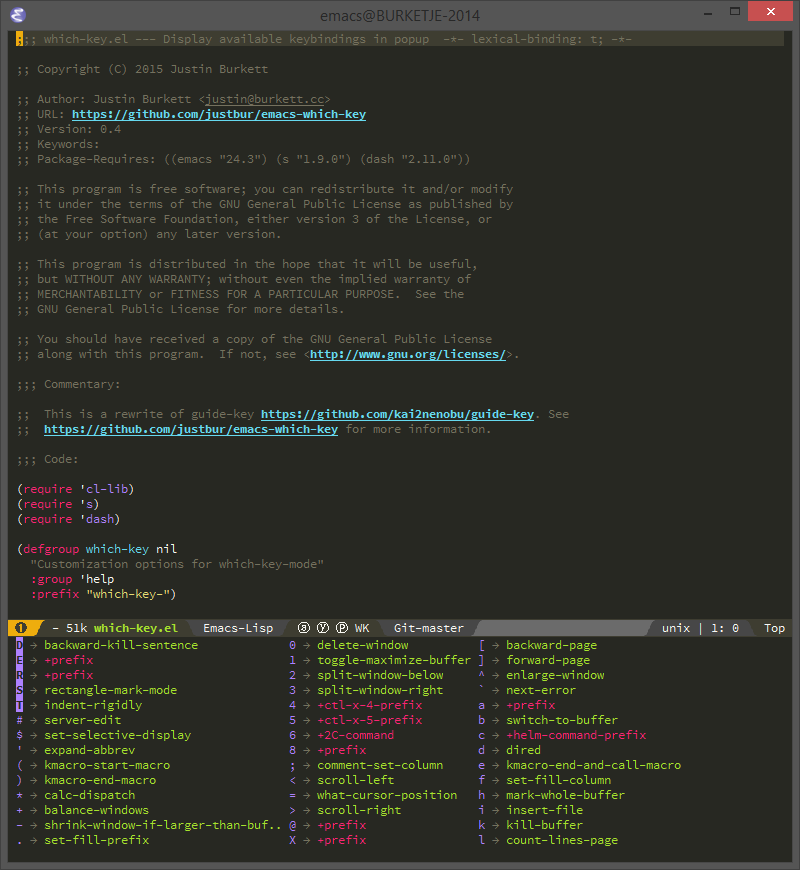 emacs@BURKETJE-2014
;;; which-key.el --- Display available keybindings in popup  -*- lexical-binding: t; -*-
;; Copyright (C) 2015 Justin Burkett
;; Author: Justin Burkett <justin@burkett.cc>
;; URL: https://github.com/justbur/emacs-which-key
;; Version: 0.4
;; Keywords:
;; Package-Requires: ((emacs "24.3") (s "1.9.0") (dash "2.11.0"))
;; This program is free software; you can redistribute it and/or modify
;; it under the terms of the GNU General Public License as published by
;; the Free Software Foundation, either version 3 of the License, or
;; (at your option) any later version.
;; This program is distributed in the hope that it will be useful,
;; but WITHOUT ANY WARRANTY; without even the implied warranty of
;; MERCHANTABILITY or FITNESS FOR A PARTICULAR PURPOSE.  See the
;; GNU General Public License for more details.
;; You should have received a copy of the GNU General Public License
;; along with this program.  If not, see <http://www.gnu.org/licenses/>.
;;; Commentary:
;;  This is a rewrite of guide-key https://github.com/kai2nenobu/guide-key. See
;;  https://github.com/justbur/emacs-which-key for more information.
;;; Code:
(require 'cl-lib)
(require 's)
(require 'dash)
(defgroup which-key nil
  "Customization options for which-key-mode"
  :group 'help
  :prefix "which-key-")
❶ - 51k which-key.el Emacs-Lisp ⓐ ⓨ ⓟ WK Git-master unix | 1: 0 Top
D → backward-kill-sentence 0 → delete-window [ → backward-page
E → +prefix 1 → toggle-maximize-buffer ] → forward-page
R → +prefix 2 → split-window-below ^ → enlarge-window
S → rectangle-mark-mode 3 → split-window-right ` → next-error
T → indent-rigidly 4 → +ctl-x-4-prefix a → +prefix
# → server-edit 5 → +ctl-x-5-prefix b → switch-to-buffer
$ → set-selective-display 6 → +2C-command c → +helm-command-prefix
' → expand-abbrev 8 → +prefix d → dired
( → kmacro-start-macro ; → comment-set-column e → kmacro-end-and-call-macro
) → kmacro-end-macro < → scroll-left f → set-fill-column
* → calc-dispatch = → what-cursor-position h → mark-whole-buffer
+ → balance-windows > → scroll-right i → insert-file
- → shrink-window-if-larger-than-buf.. @ → +prefix k → kill-buffer
. → set-fill-prefix X → +prefix l → count-lines-page